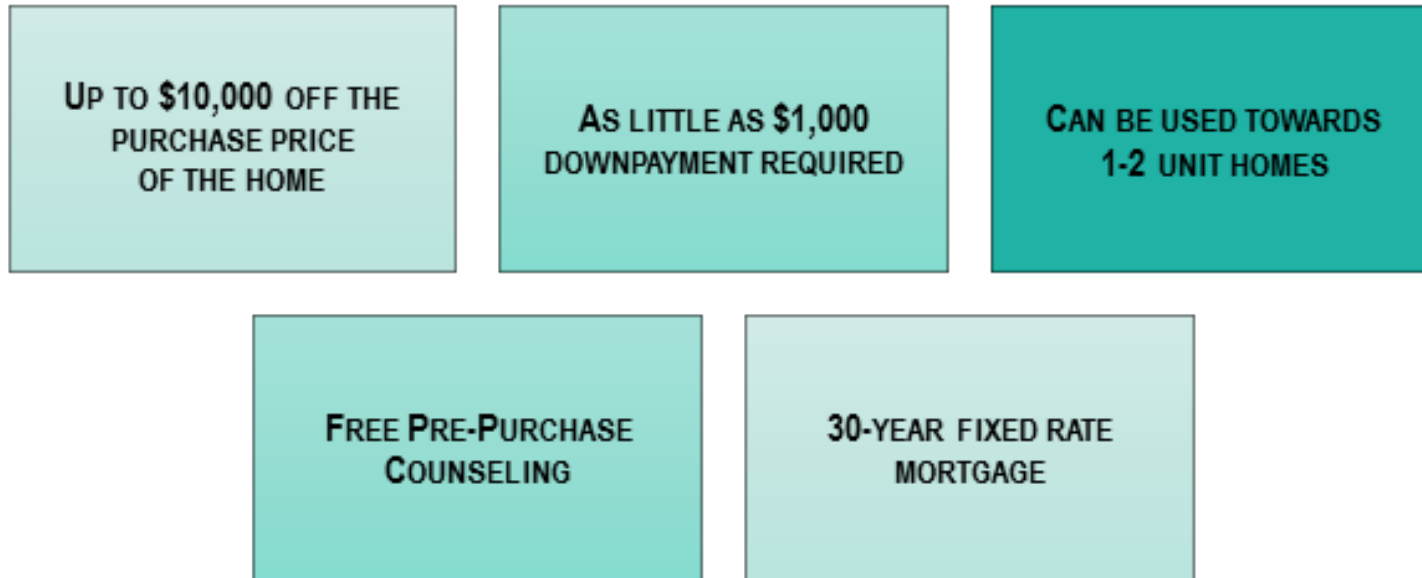 UP TO $10,000 OFF THE
PURCHASE PRICE
OF THE HOME
AS LITTLE AS $1,000
DOWNPAYMENT REQUIRED
CAN BE USED TOWARDS
1-2 UNIT HOMES
FREE PRE-PURCHASE
COUNSELING
30-YEAR FIXED RATE
MORTGAGE